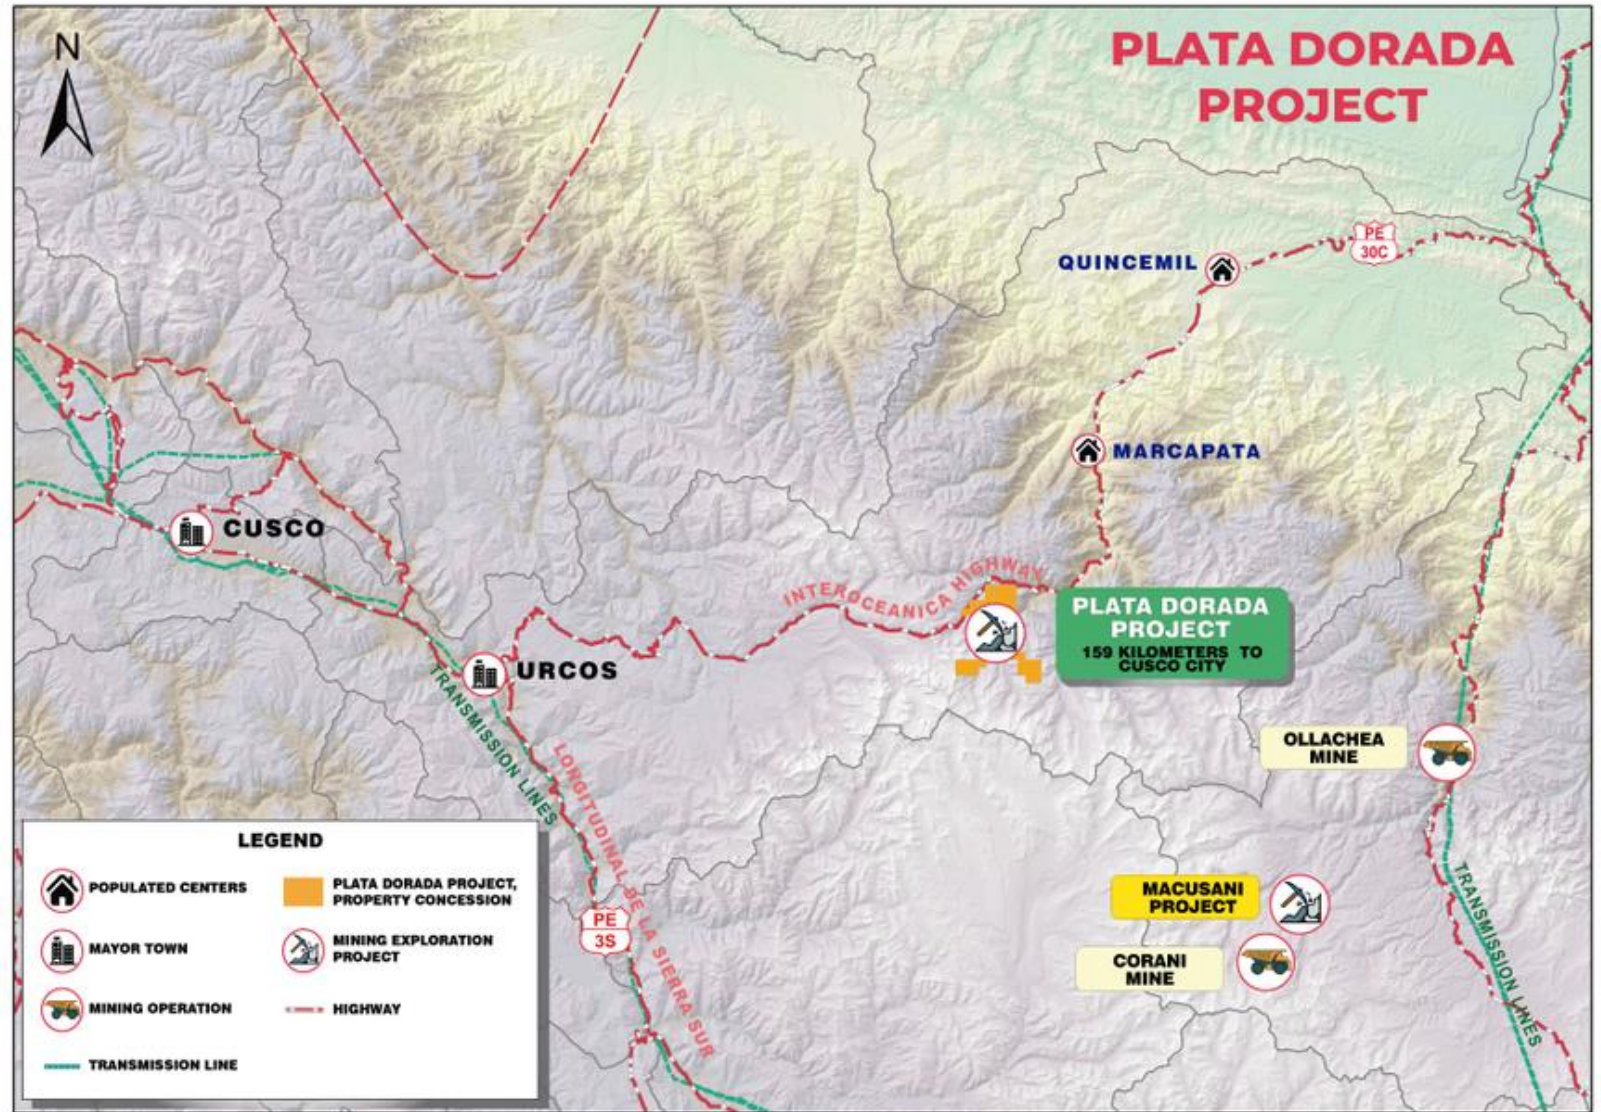 N
PLATA DORADA
PROJECT
PE
30C
QUINCEMIL
MARCAPATA
CUSCO
INTEROCEANICA HIGHWAY
PLATA DORADA
PROJECT
159 KILOMETERS TO
CUSCO CITY
URCOS
TRANSMISSION LINES
LONGITUDINAL DE LA SIERRA SUR
OLLACHEA
MINE
MACUSANI
PROJECT
CORANI
MINE
TRANSMISSION LINES
PE
3S
LEGEND
POPULATED CENTERS
PLATA DORADA PROJECT,
PROPERTY CONCESSION
MAYOR TOWN
MINING EXPLORATION
PROJECT
MINING OPERATION
HIGHWAY
TRANSMISSION LINE